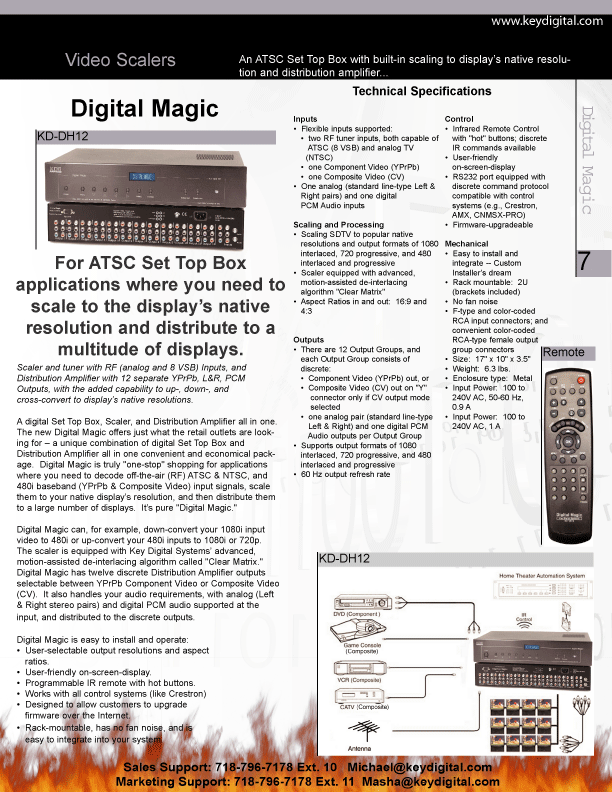 www.keydigital.com
Video Scalers
An ATSC Set Top Box with built-in scaling to display's native resolu-
tion and distribution amplifier...
Digital Magic
KD-DH12
For ATSC Set Top Box
applications where you need to
scale to the display's native
resolution and distribute to a
multitude of displays.
Scaler and tuner with RF (analog and 8 VSB) Inputs, and
Distribution Amplifier with 12 separate YPrPb, L&R, PCM
Outputs, with the added capability to up-, down-, and
cross-convert to display's native resolutions.
A digital Set Top Box, Scaler, and Distribution Amplifier all in one.
The new Digital Magic offers just what the retail outlets are look-
ing for – a unique combination of digital Set Top Box and
Distribution Amplifier all in one convenient and economical pack-
age. Digital Magic is truly "one-stop" shopping for applications
where you need to decode off-the-air (RF) ATSC & NTSC, and
480i baseband (YPrPb & Composite Video) input signals, scale
them to your native display's resolution, and then distribute them
to a large number of displays. It's pure "Digital Magic."
Digital Magic can, for example, down-convert your 1080i input
video to 480i or up-convert your 480i inputs to 1080i or 720p.
The scaler is equipped with Key Digital Systems' advanced,
motion-assisted de-interlacing algorithm called "Clear Matrix."
Digital Magic has twelve discrete Distribution Amplifier outputs
selectable between YPrPb Component Video or Composite Video
(CV). It also handles your audio requirements, with analog (Left
& Right stereo pairs) and digital PCM audio supported at the
input, and distributed to the discrete outputs.
Digital Magic is easy to install and operate:
• User-selectable output resolutions and aspect
ratios.
• User-friendly on-screen-display.
• Programmable IR remote with hot buttons.
• Works with all control systems (like Crestron)
• Designed to allow customers to upgrade
firmware over the Internet.
• Rack-mountable, has no fan noise, and is
easy to integrate into your system
Technical Specifications
Inputs
• Flexible inputs supported:
• two RF tuner inputs, both capable of
ATSC (8 VSB) and analog TV
(NTSC)
• one Component Video (YPrPb)
• one Composite Video (CV)
• One analog (standard line-type Left &
Right pairs) and one digital
PCM Audio inputs
Scaling and Processing
• Scaling SDTV to popular native
resolutions and output formats of 1080
interlaced, 720 progressive, and 480
interlaced and progressive
• Scaler equipped with advanced,
motion-assisted de-interlacing
algorithm "Clear Matrix"
• Aspect Ratios in and out: 16:9 and
4:3
Outputs
• There are 12 Output Groups, and
each Output Group consists of
discrete:
• Component Video (YPrPb) out, or
• Composite Video (CV) out on "Y"
connector only if CV output mode
selected
• one analog pair (standard line-type
Left & Right) and one digital PCM
Audio outputs per Output Group
• Supports output formats of 1080
interlaced, 720 progressive, and 480
interlaced and progressive
• 60 Hz output refresh rate
Control
• Infrared Remote Control
with "hot" buttons; discrete
IR commands available
• User-friendly
on-screen-display
• RS232 port equipped with
discrete command protocol
compatible with control
systems (e.g., Crestron,
AMX, CNMSX-PRO)
• Firmware-upgradeable
Mechanical
• Easy to install and
integrate -- Custom
Installer's dream
• Rack mountable: 2U
(brackets included)
• No fan noise
• F-type and color-coded
RCA input connectors; and
convenient color-coded
RCA-type female output
group connectors
• Size: 17" x 10" x 3.5"
• Weight: 6.3 lbs.
• Enclosure type: Metal
• Input Power: 100 to
240V AC, 50-60 Hz,
0.9 A
• Input Power: 100 to
240V AC, 1 A
Digital Magic
7
Remote
Digital Magic
KD-DH12
Home Theater Automation System
DVD (Component )
IR
Control
Game Console
(Composite)
VCR (Composite)
CATV (Composite)
Antenna
Sales Support: 718-796-7178 Ext. 10 Michael@keydigital.com
Marketing Support: 718-796-7178 Ext. 11 Masha@keydigital.com